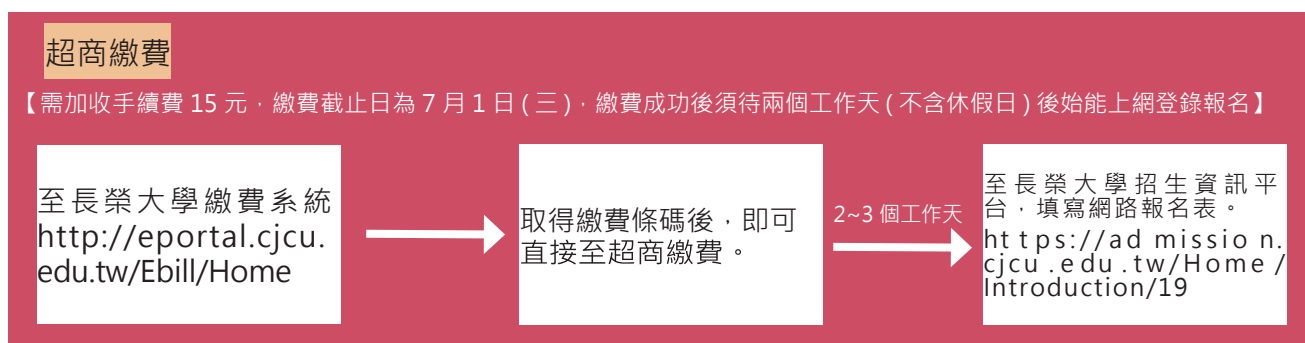 超商繳費
【需加收手續費 15 元，繳費截止日為 7 月 1 日 ( 三 )，繳費成功後須待兩個工作天 ( 不含休假日 ) 後始能上網登錄報名】
至長榮大學繳費系統
http://eportal.cjcu.
edu.tw/Ebill/Home
取得繳費條碼後，即可
直接至超商繳費。
2~3 個工作天
至長榮大學招生資訊平
台，填寫網路報名表。
https://admission.
cjcu.edu.tw/Home/
Introduction/19